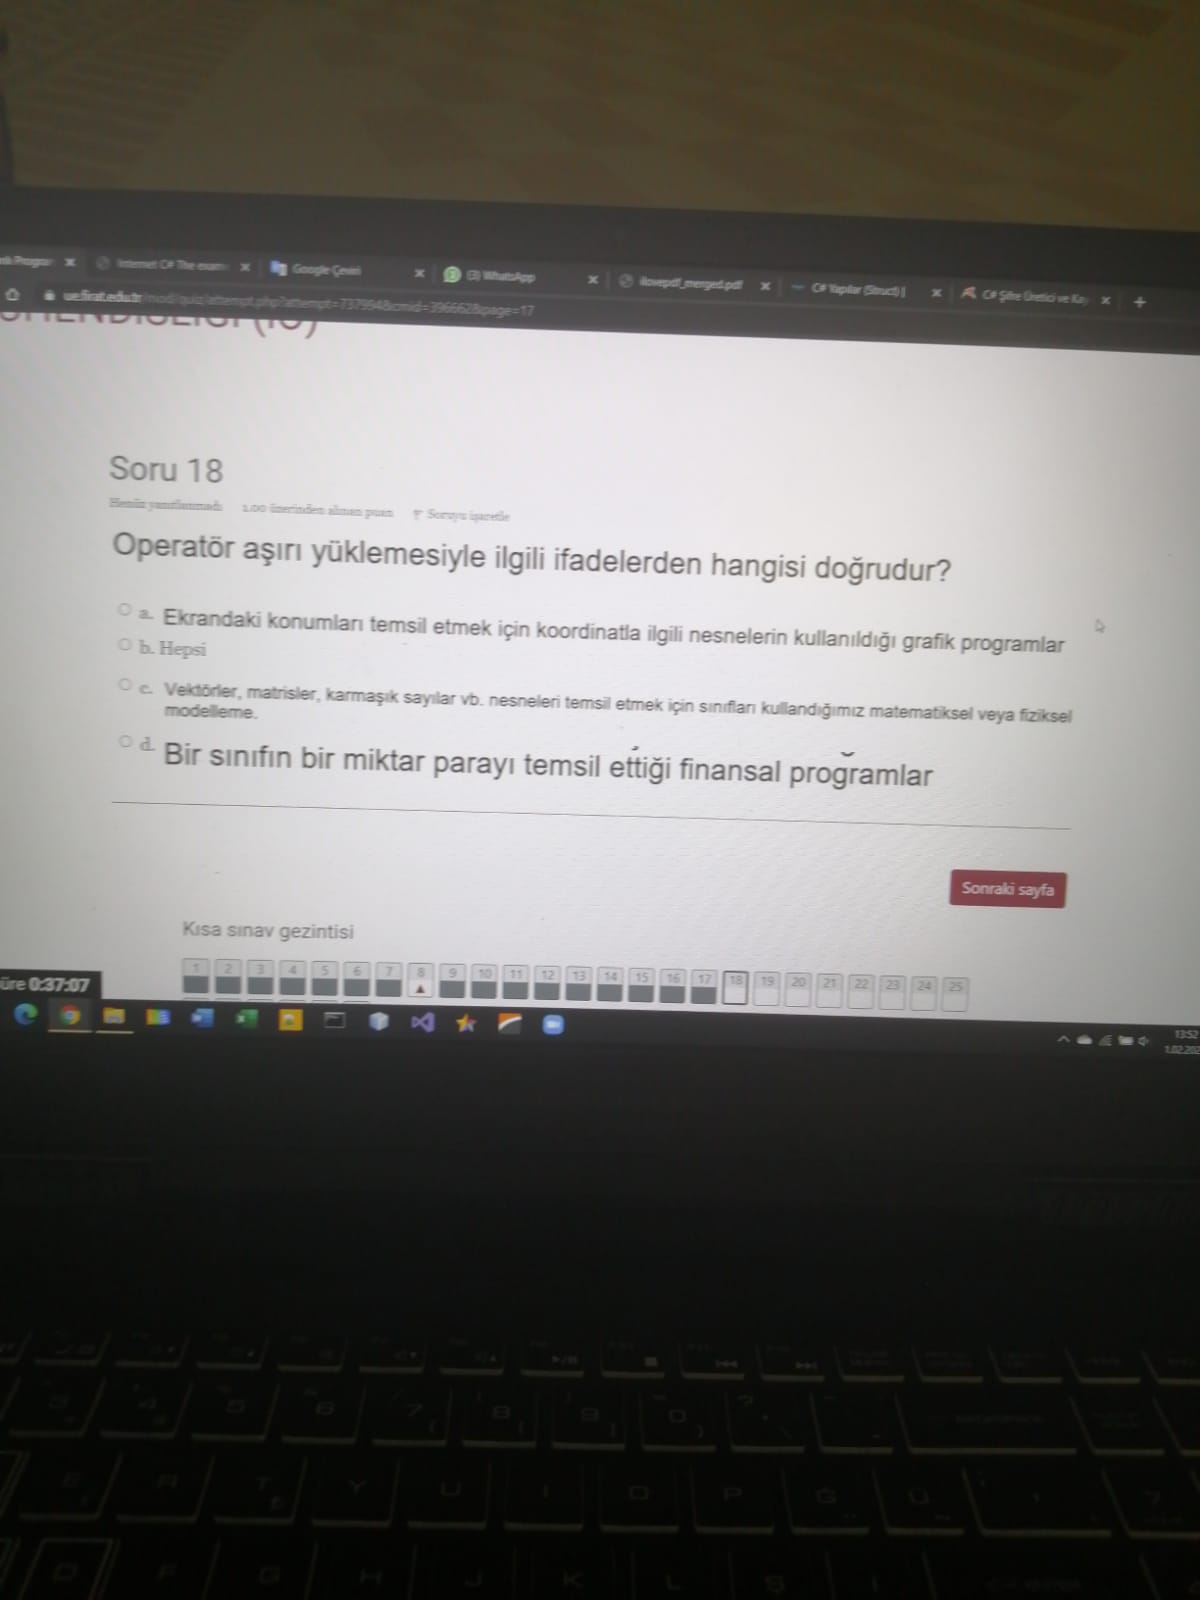 Internet C# The exam
Google Çeviri
(3) WhatsApp
ilovepdf_merged.pdf
C# Yapılar (Struct) |
C# Şifre Üretici ve
ue.firat.edu.tr/mod/quiz/attempt.php?attempt=737994&cmid=396662&page=17
Soru 18
Henüz yanıtlanmadı 1,00 üzerinden alınan puan Soruyu işaretle
Operatör aşırı yüklemesiyle ilgili ifadelerden hangisi doğrudur?
a. Ekrandaki konumları temsil etmek için koordinatla ilgili nesnelerin kullanıldığı grafik programlar
b. Hepsi
c. Vektörler, matrisler, karmaşık sayılar vb. nesneleri temsil etmek için sınıfları kullandığımız matematiksel veya fiziksel
modelleme.
d. Bir sınıfın bir miktar parayı temsil ettiği finansal programlar
Sonraki sayfa
Kısa sınav gezintisi
1 2 3 4 5 6 7 8 9 10 11 12 13 14 15 16 17 18 19 20 21 22 23 24 25
üre 0:37:07
13:52
1.02.202